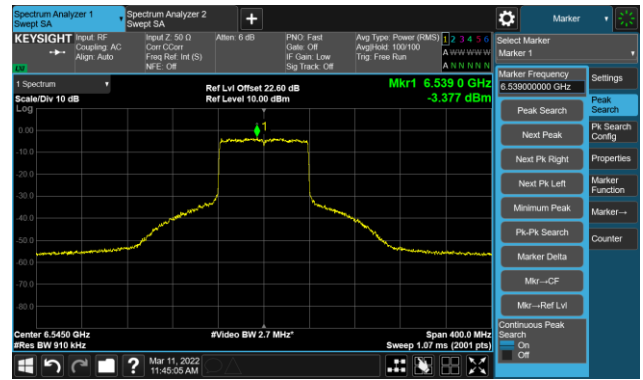 Spectrum Analyzer 1
Swept SA
Spectrum Analyzer 2
Swept SA
+
Marker
KEYSIGHT
Input: RF
Coupling: AC
Align: Auto
Input Z: 50 Ω
Corr CCorr
Freq Ref: Int (S)
NFE: Off
Atten: 6 dB
PNO: Fast
Gate: Off
IF Gain: Low
Sig Track: Off
Avg Type: Power (RMS)
Avg|Hold: 100/100
Trig: Free Run
1 2 3 4 5 6
A W W W W W
A N N N N N
Select Marker
Marker 1
1 Spectrum
Scale/Div 10 dB
Log
Ref Lvl Offset 22.60 dB
Ref Level 10.00 dBm
Mkr1 6.539 0 GHz
-3.377 dBm
1
0.00
-10.0
-20.0
-30.0
-40.0
-50.0
-60.0
-70.0
-80.0
Center 6.5450 GHz
#Res BW 910 kHz
#Video BW 2.7 MHz*
Span 400.0 MHz
Sweep 1.07 ms (2001 pts)
Marker Frequency
6.539000000 GHz
Peak Search
Next Peak
Next Pk Right
Next Pk Left
Minimum Peak
Pk-Pk Search
Marker Delta
Mkr→CF
Mkr→Ref Lvl
Continuous Peak
Search
On
Off
Settings
Peak
Search
Pk Search
Config
Properties
Marker
Function
Marker→
Counter
?
Mar 11, 2022
11:45:05 AM